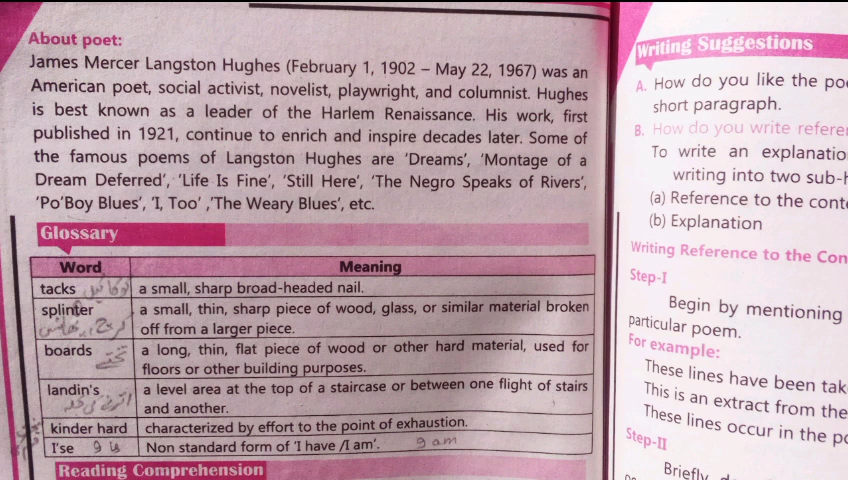 About poet:
James Mercer Langston Hughes (February 1, 1902 – May 22, 1967) was an
American poet, social activist, novelist, playwright, and columnist. Hughes
is best known as a leader of the Harlem Renaissance. His work, first
published in 1921, continue to enrich and inspire decades later. Some of
the famous poems of Langston Hughes are 'Dreams', 'Montage of a
Dream Deferred', 'Life Is Fine', 'Still Here', 'The Negro Speaks of Rivers',
'Po'Boy Blues', 'I, Too' ,'The Weary Blues', etc.
Glossary
Word Meaning
tacks a small, sharp broad-headed nail.
splinter a small, thin, sharp piece of wood, glass, or similar material broken
off from a larger piece.
boards تختے a long, thin, flat piece of wood or other hard material, used for
floors or other building purposes.
landin's a level area at the top of a staircase or between one flight of stairs
and another.
kinder hard characterized by effort to the point of exhaustion.
I'se Non standard form of 'I have /I am'. am
Reading Comprehension
Writing Suggestions
A. How do you like the
short paragraph.
B. How do you write
To write an
writing into two
(a) Reference to the
(b) Explanation
Writing Reference to the
Step-I
Begin by mentioning
particular poem.
For example:
These lines have been
This is an extract from the
These lines occur in the
Step-II
Briefly